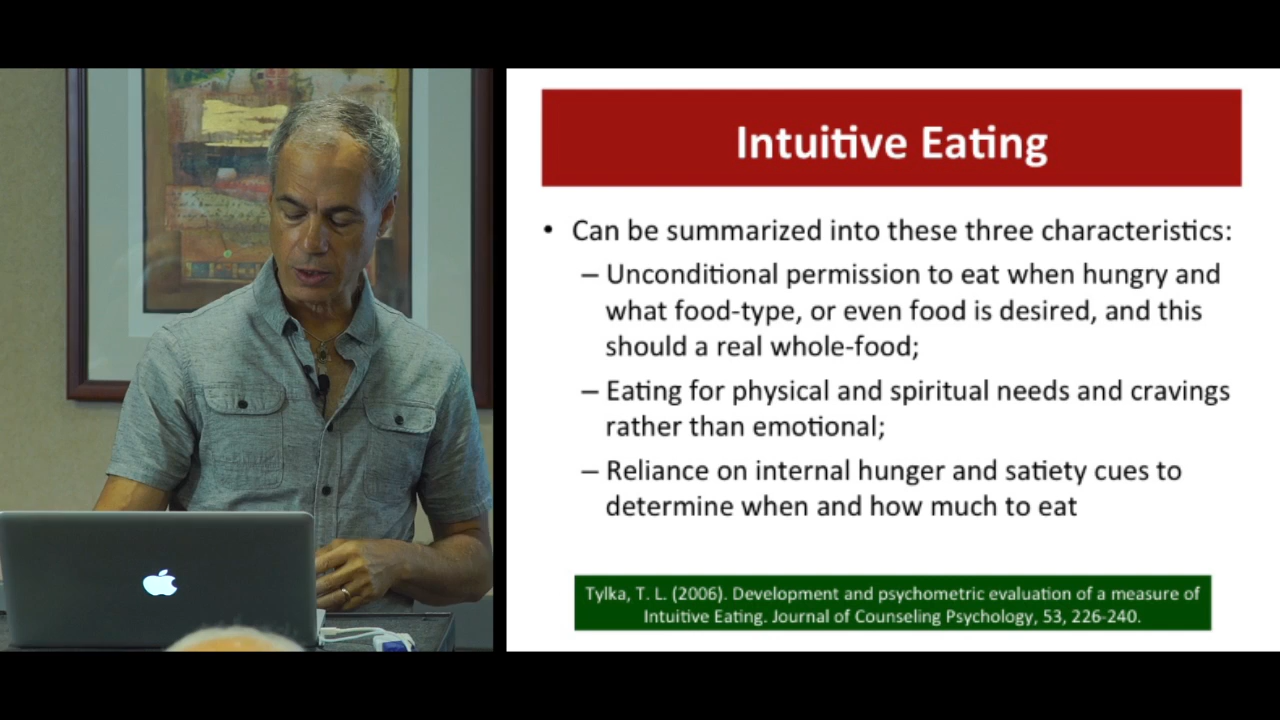 Intuitive Eating
• Can be summarized into these three characteristics:
– Unconditional permission to eat when hungry and
what food-type, or even food is desired, and this
should a real whole-food;
– Eating for physical and spiritual needs and cravings
rather than emotional;
– Reliance on internal hunger and satiety cues to
determine when and how much to eat
Tylka, T. L. (2006). Development and psychometric evaluation of a measure of
Intuitive Eating. Journal of Counseling Psychology, 53, 226-240.